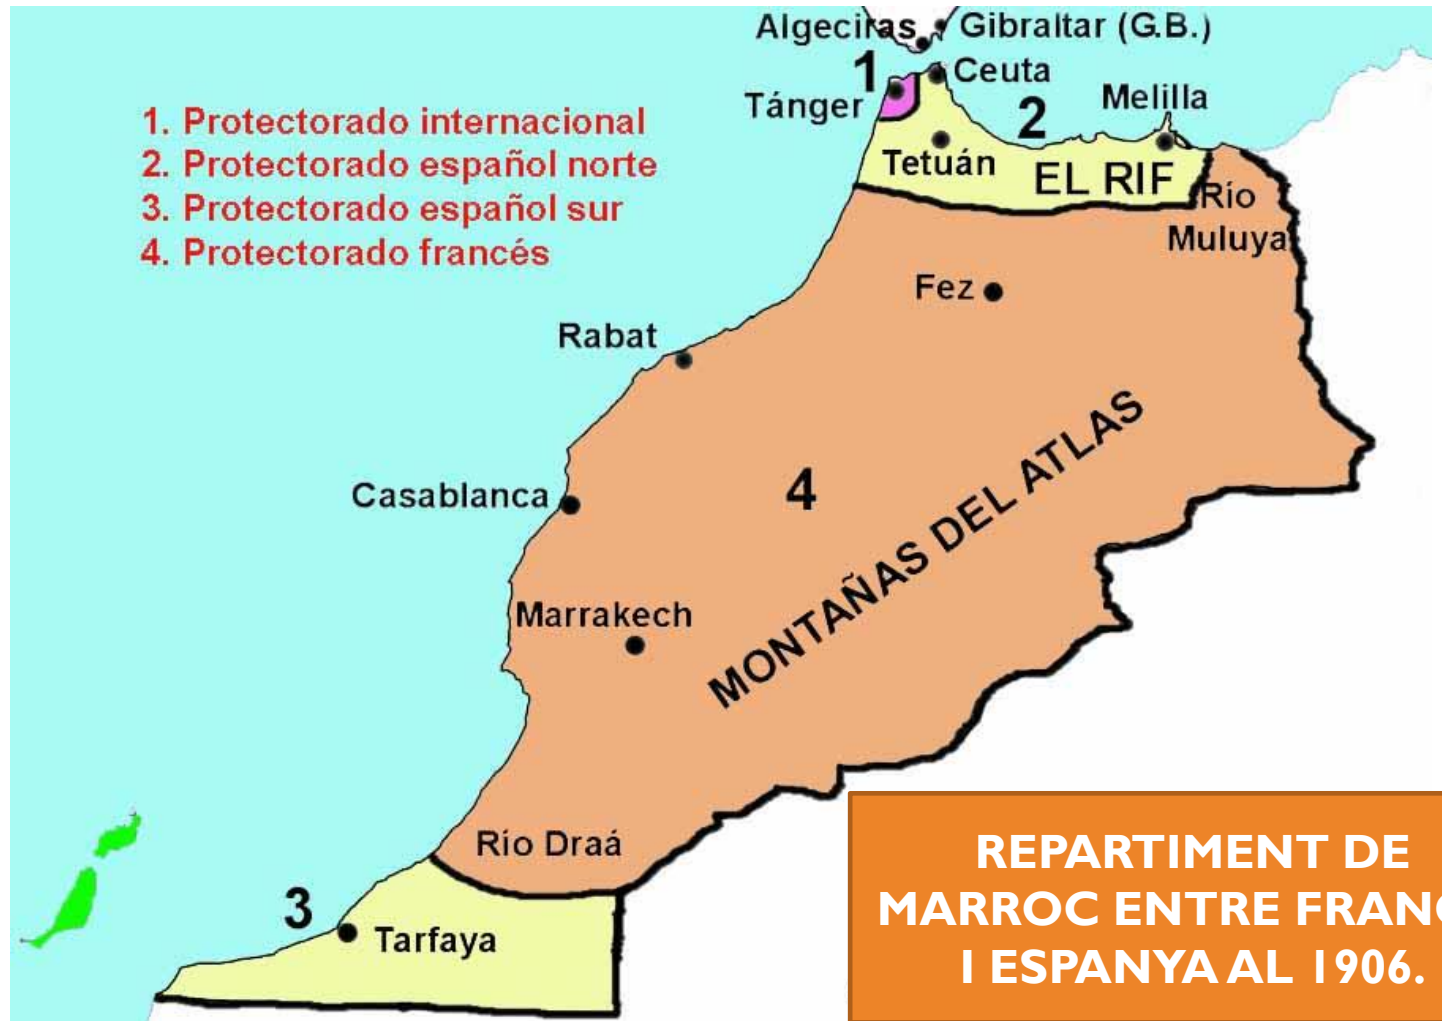 Algeciras
Gibraltar (G.B.)
1
Ceuta
Tánger
2
Melilla
1. Protectorado internacional
2. Protectorado español norte
3. Protectorado español sur
4. Protectorado francés
Tetuán
EL RIF
Río
Muluya
Fez
Rabat
Casablanca
4
MONTAÑAS DEL ATLAS
Marrakech
Río Draá
3
Tarfaya
REPARTIMENT DE
MARROC ENTRE
I ESPANYA AL 1906.